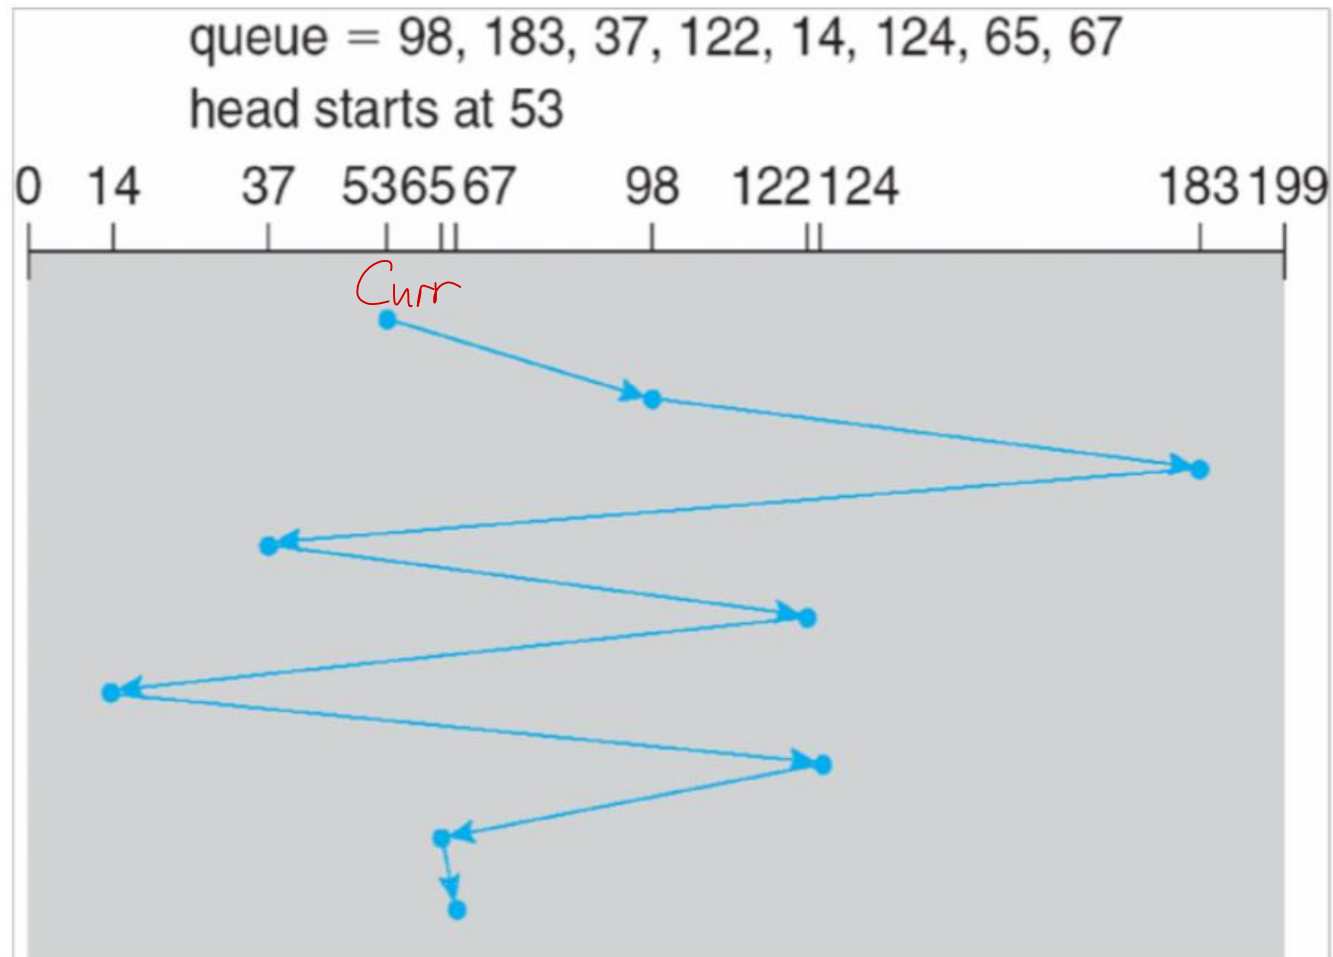 queue = 98, 183, 37, 122, 14, 124, 65, 67
head starts at 53
0 14 37 53 65 67 98 122 124 183 199
Curr